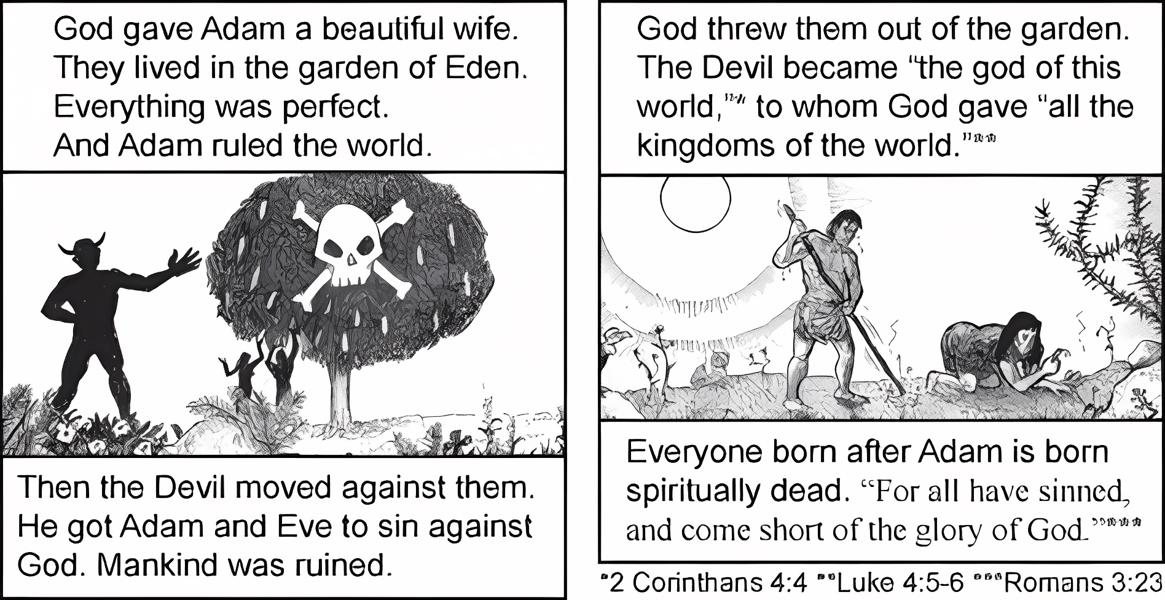 God gave Adam a beautiful wife.
They lived in the garden of Eden.
Everything was perfect.
And Adam ruled the world.
Then the Devil moved against them.
He got Adam and Eve to sin against
God. Mankind was ruined.
God threw them out of the garden.
The Devil became “the god of this
world,”* to whom God gave “all the
kingdoms of the world.”**
Everyone born after Adam is born
spiritually dead. “For all have sinned,
and come short of the glory of God.”***
*2 Corinthians 4:4 **Luke 4:5-6 ***Romans 3:23